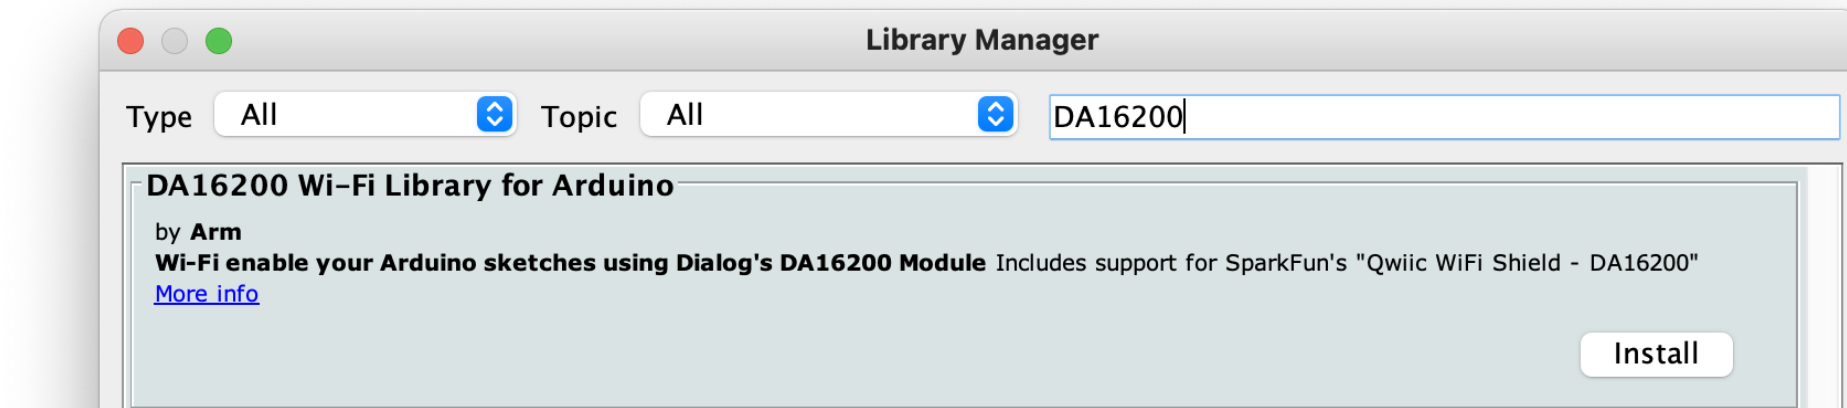 Library Manager
Type All Topic All DA16200
DA16200 Wi-Fi Library for Arduino
by Arm
Wi-Fi enable your Arduino sketches using Dialog's DA16200 Module Includes support for SparkFun's "Qwiic WiFi Shield - DA16200"
More info
Install